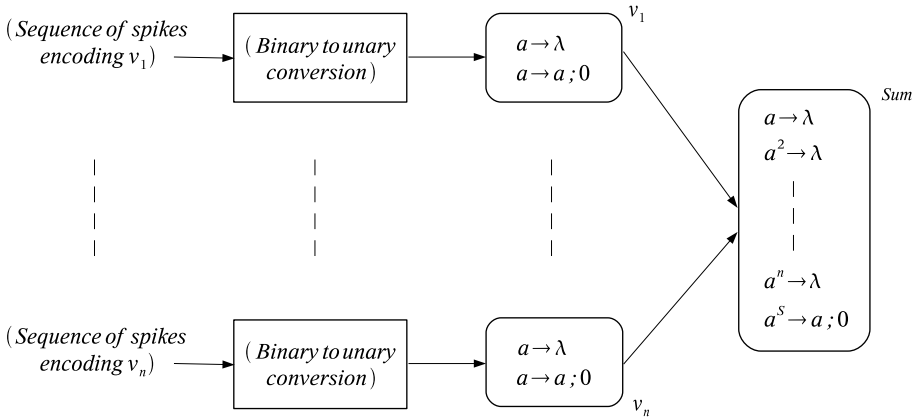 (Sequence of spikes
encoding v₁)
(Binary to unary
conversion)
v₁
a→λ
a→a;0
Sum
a→λ
a²→λ
aⁿ→λ
aˢ→a;0
(Sequence of spikes
encoding vₙ)
(Binary to unary
conversion)
a→λ
a→a;0
vₙ